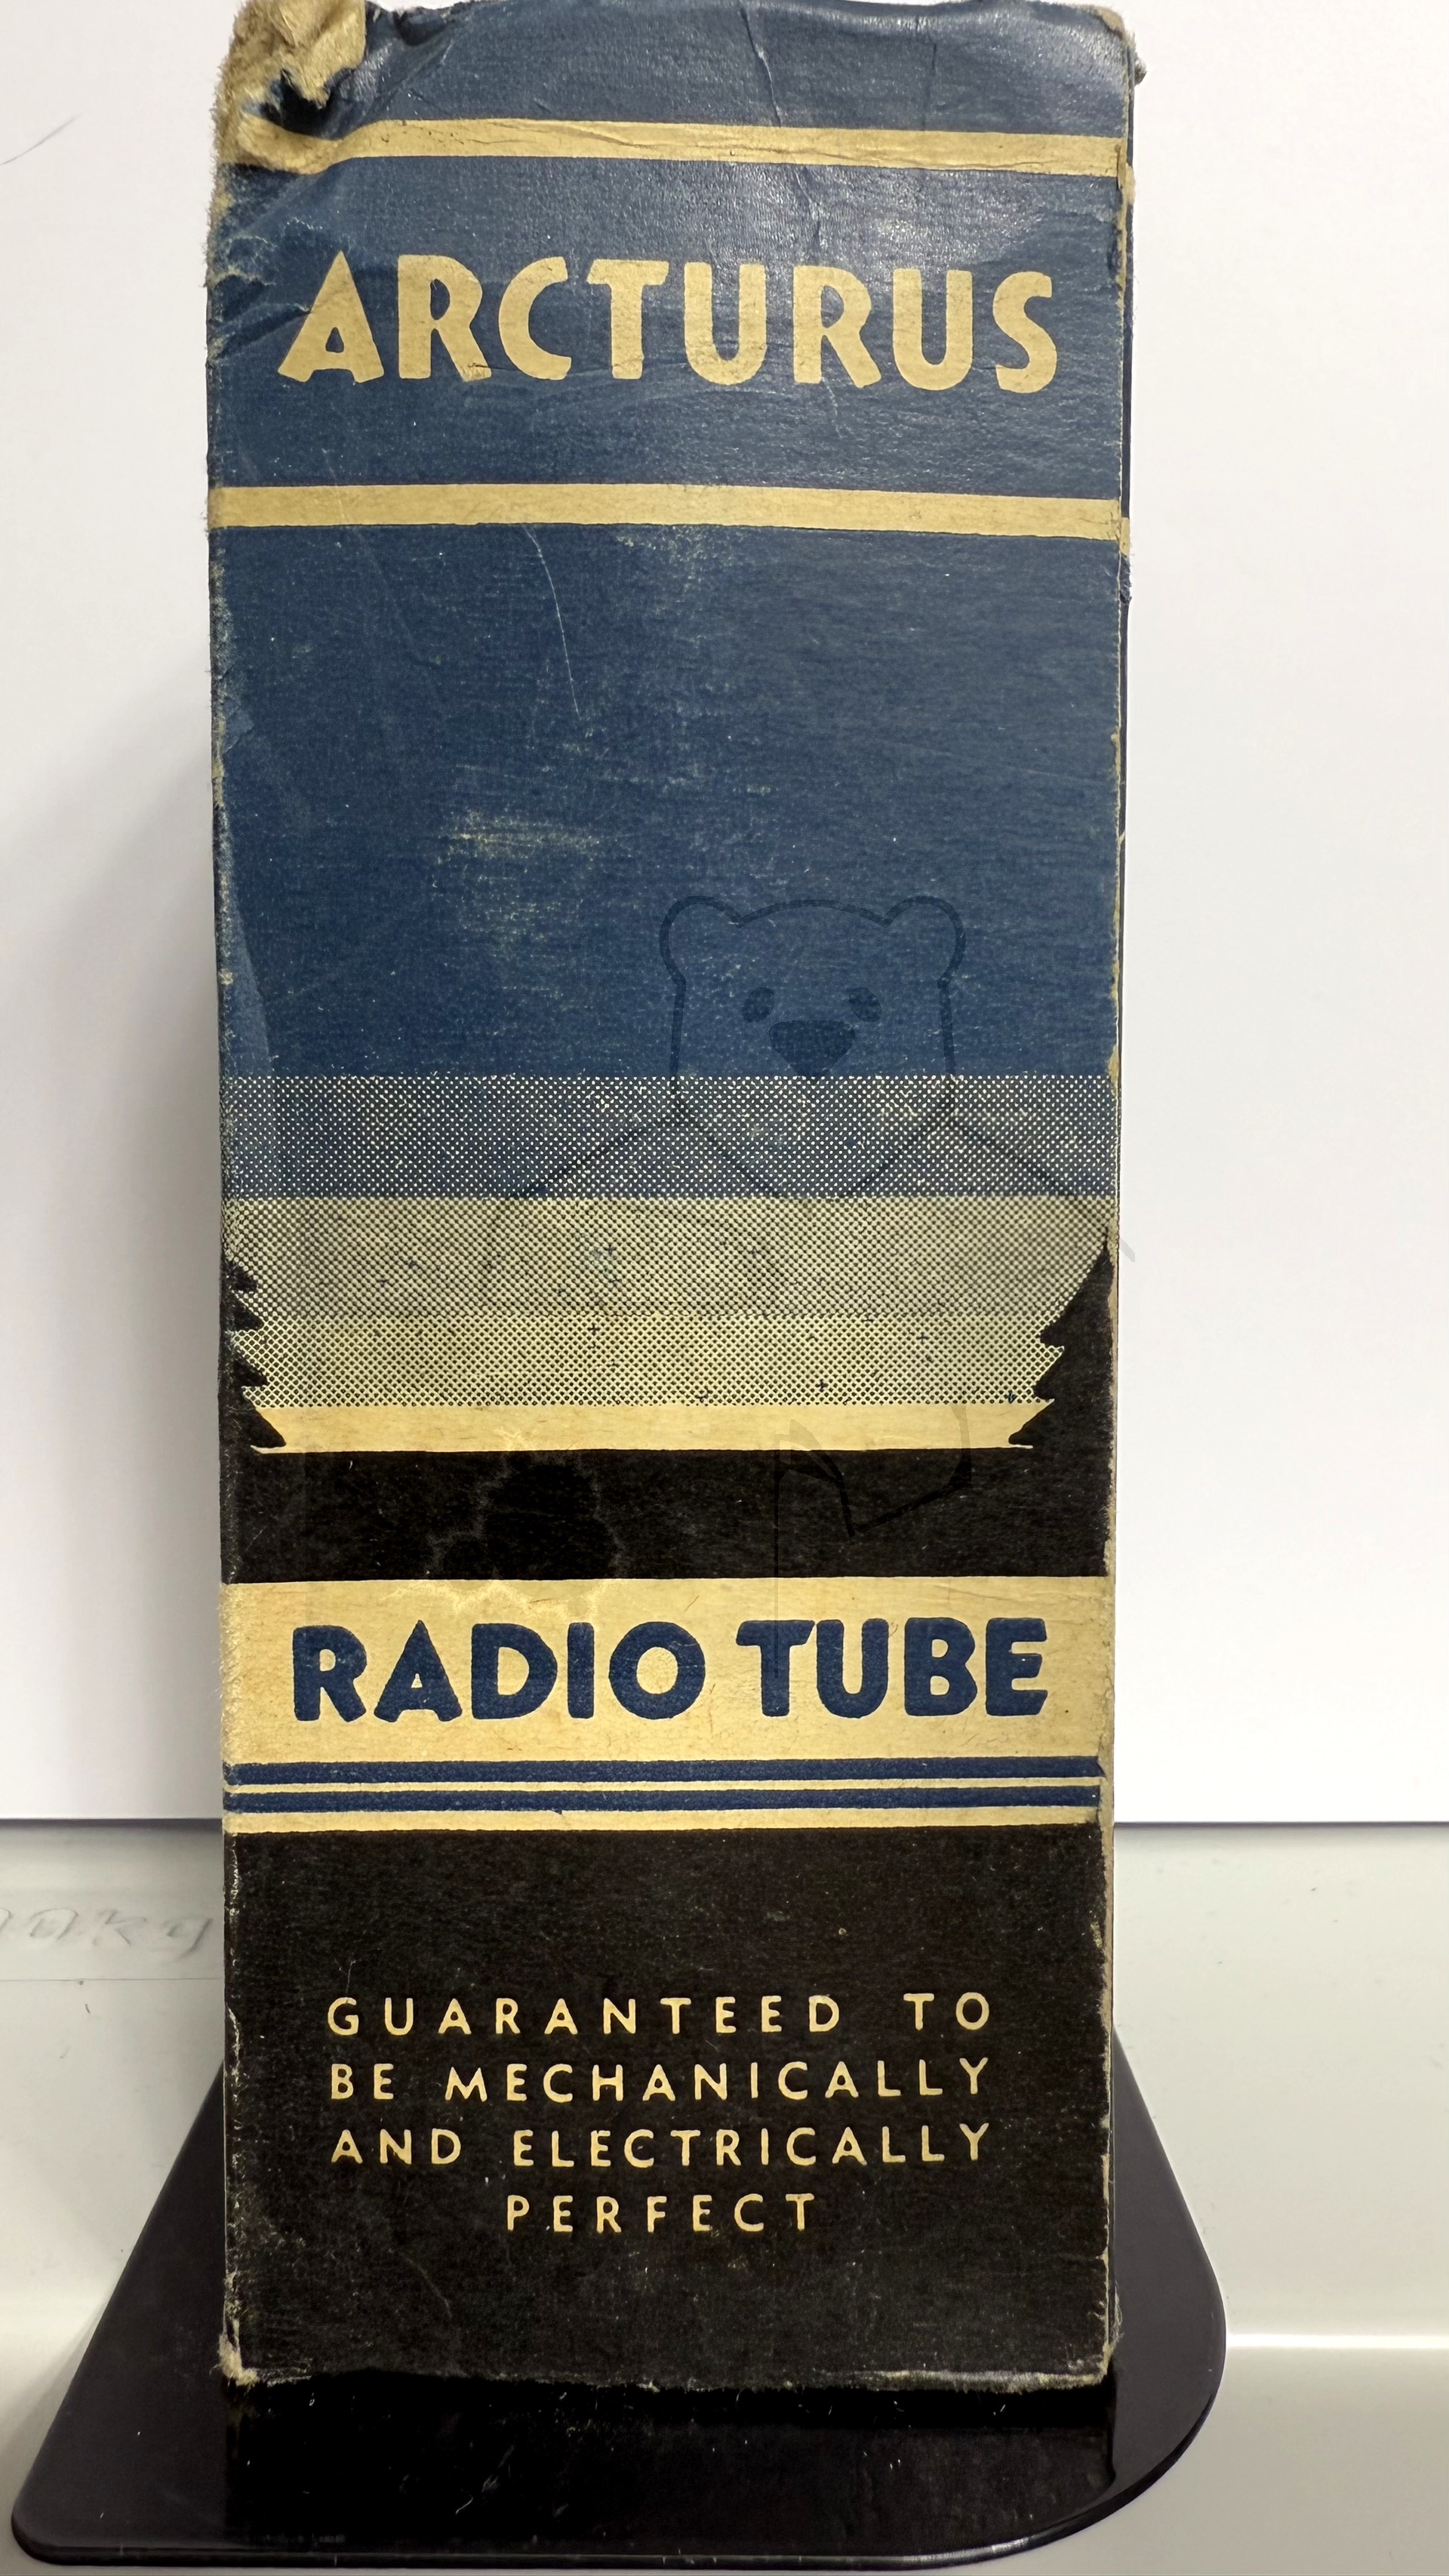 ARCTURUS
RADIO TUBE
GUARANTEED TO
BE MECHANICALLY
AND ELECTRICALLY
PERFECT